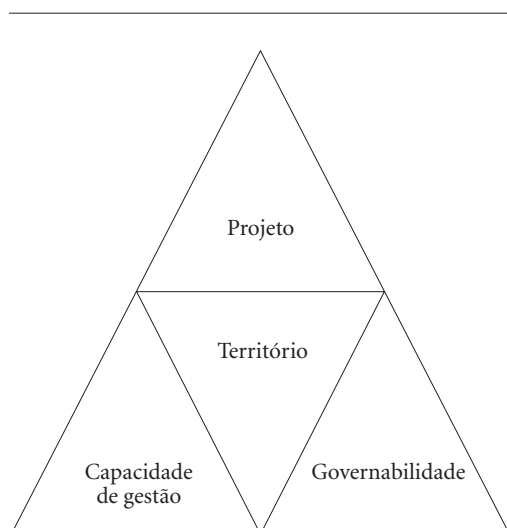 Projeto
Território
Capacidade
de gestão
Governabilidade